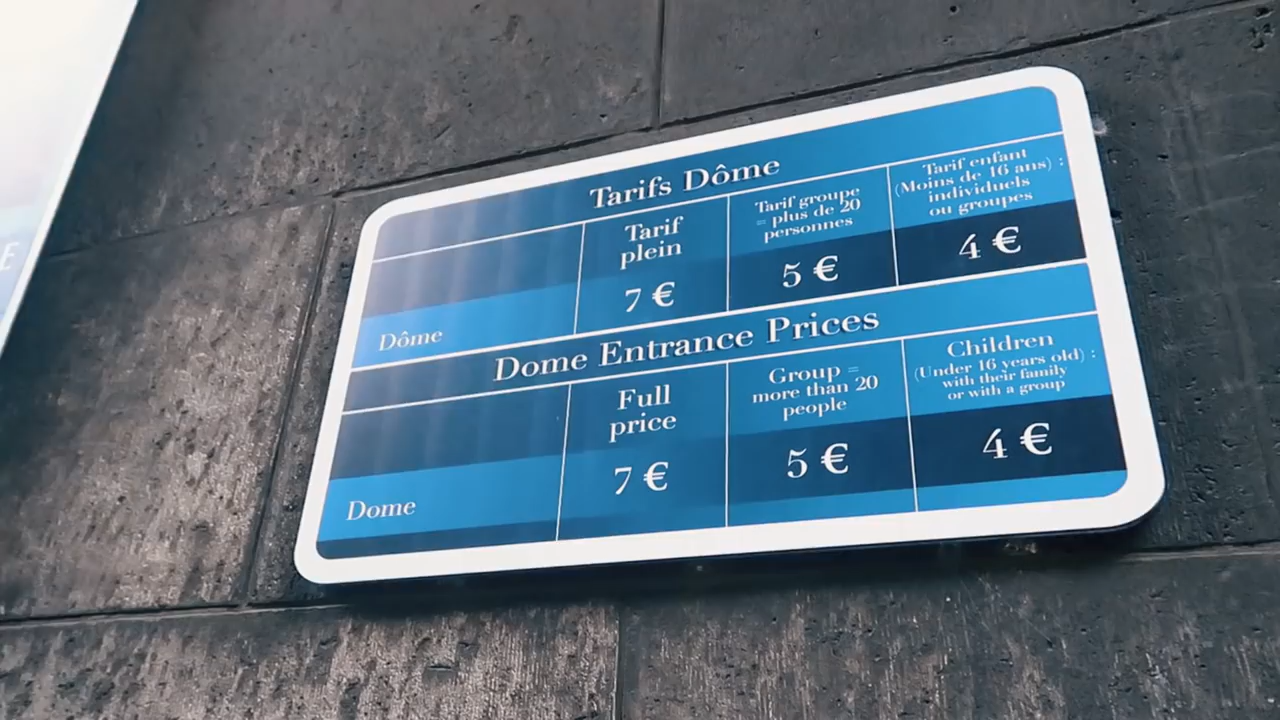 Tarifs Dôme
Tarif
plein
Tarif groupe
= plus de 20
personnes
Tarif enfant
(Moins de 16 ans) :
individuels
ou groupes
Dôme
7 €
5 €
4 €
Dome Entrance Prices
Full
price
Group =
more than 20
people
Children
(Under 16 years old) :
with their family
or with a group
Dome
7 €
5 €
4 €
E